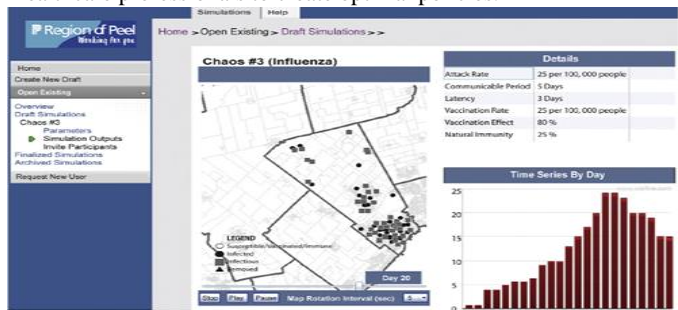 Simulations Help
Region of Peel
Working for you
Home > Open Existing > Draft Simulations > >
Home
Create New Draft
Open Existing
Overview
Draft Simulations
Chaos #3
Parameters
Simulation Outputs
Invite Participants
Finalized Simulations
Archived Simulations
Request New User
Chaos #3 (Influenza)
LEGEND
Susceptible/Vaccinated/Immune
Infected
Infectious
Removed
Day 20
Stop Play Pause Map Rotation Interval (sec) 5
Details
Attack Rate 25 per 100, 000 people
Communicable Period 5 Days
Latency 3 Days
Vaccination Rate 25 per 100, 000 people
Vaccination Effect 80 %
Natural Immunity 25 %
Time Series By Day
25
20
15
10
5
0